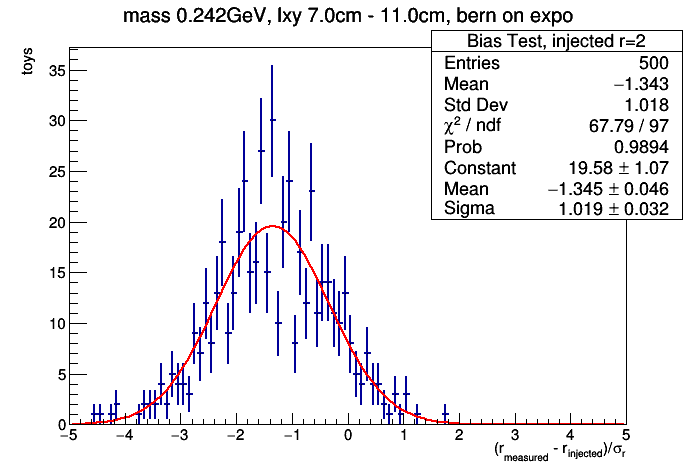 mass 0.242GeV, lxy 7.0cm - 11.0cm, bern on expo
Bias Test, injected r=2
Entries 500
Mean −1.343
Std Dev 1.018
χ² / ndf 67.79 / 97
Prob 0.9894
Constant 19.58 ± 1.07
Mean −1.345 ± 0.046
Sigma 1.019 ± 0.032
toys
35
30
25
20
15
10
5
0
−5 −4 −3 −2 −1 0 1 2 3 4 5
(r_measured - r_injected)/σ_r